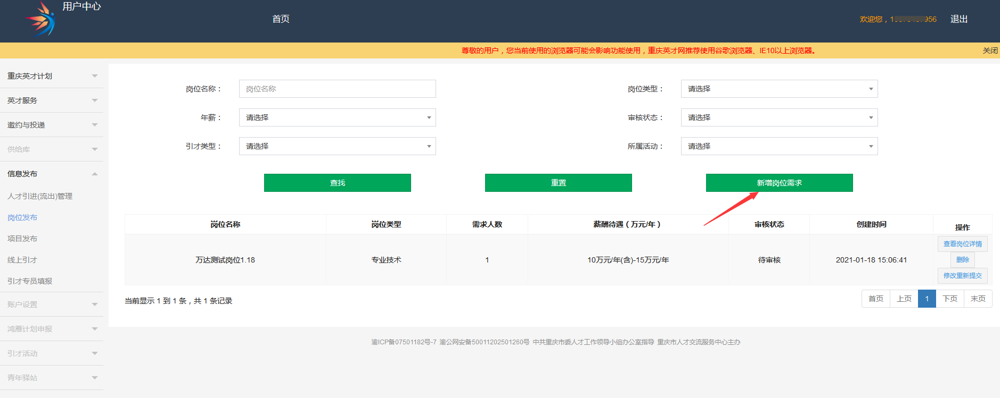 用户中心
首页
欢迎您，1 956 退出
尊敬的用户，您当前使用的浏览器可能会影响功能使用，重庆英才网推荐使用谷歌浏览器、IE10以上浏览器。 关闭
重庆英才计划
英才服务
邀约与投递
供给库
信息发布
人才引进(流出)管理
岗位发布
项目发布
线上引才
引才专员填报
账户设置
鸿雁计划申报
引才活动
青年驿站
岗位名称： 岗位名称 岗位类型： 请选择
年薪： 请选择 审核状态： 请选择
引才类型： 请选择 所属活动： 请选择
查找 重置 新增岗位需求
岗位名称 岗位类型 需求人数 薪酬待遇（万元/年） 审核状态 创建时间 操作
万达测试岗位1.18 专业技术 1 10万元/年(含)-15万元/年 待审核 2021-01-18 15:06:41
查看岗位详情
删除
修改重新提交
当前显示 1 到 1 条，共 1 条记录 首页 上页 1 下页 末页
渝ICP备07501182号-7 渝公网安备50011202501260号 中共重庆市委人才工作领导小组办公室指导 重庆市人才交流服务中心主办